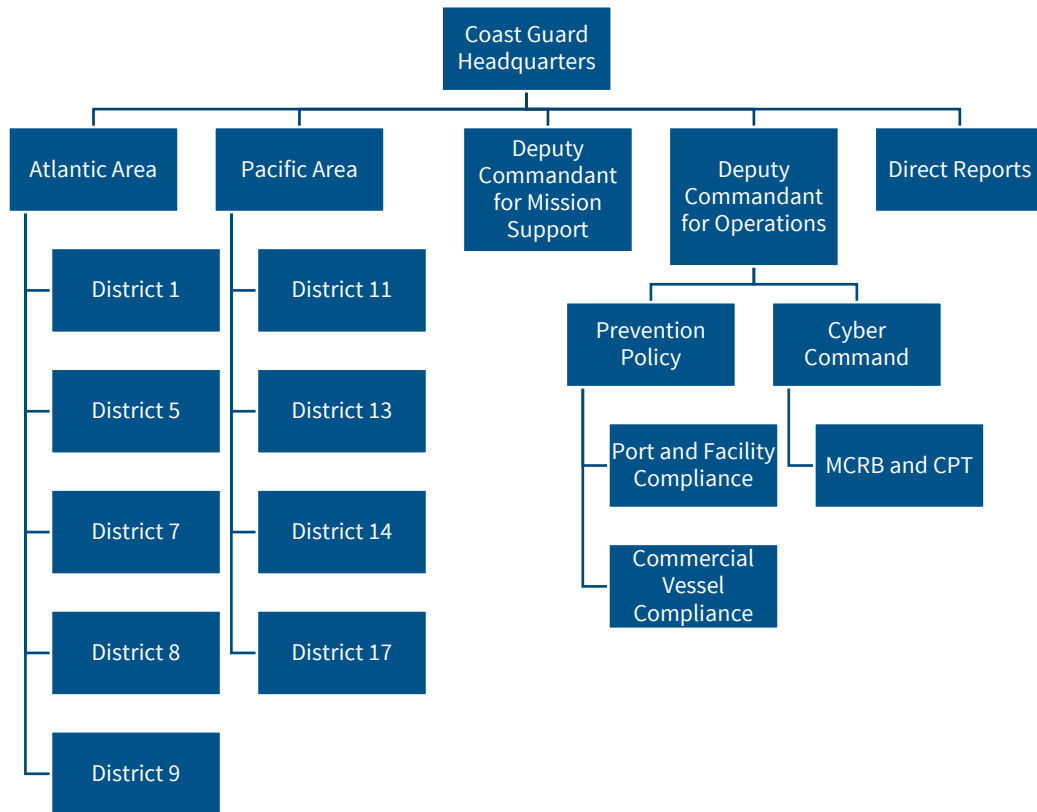 Coast Guard
Headquarters
Atlantic Area
Pacific Area
Deputy
Commandant
for Mission
Support
Deputy
Commandant
for Operations
Direct Reports
District 1
District 5
District 7
District 8
District 9
District 11
District 13
District 14
District 17
Prevention
Policy
Port and Facility
Compliance
Commercial
Vessel
Compliance
Cyber
Command
MCRB and CPT